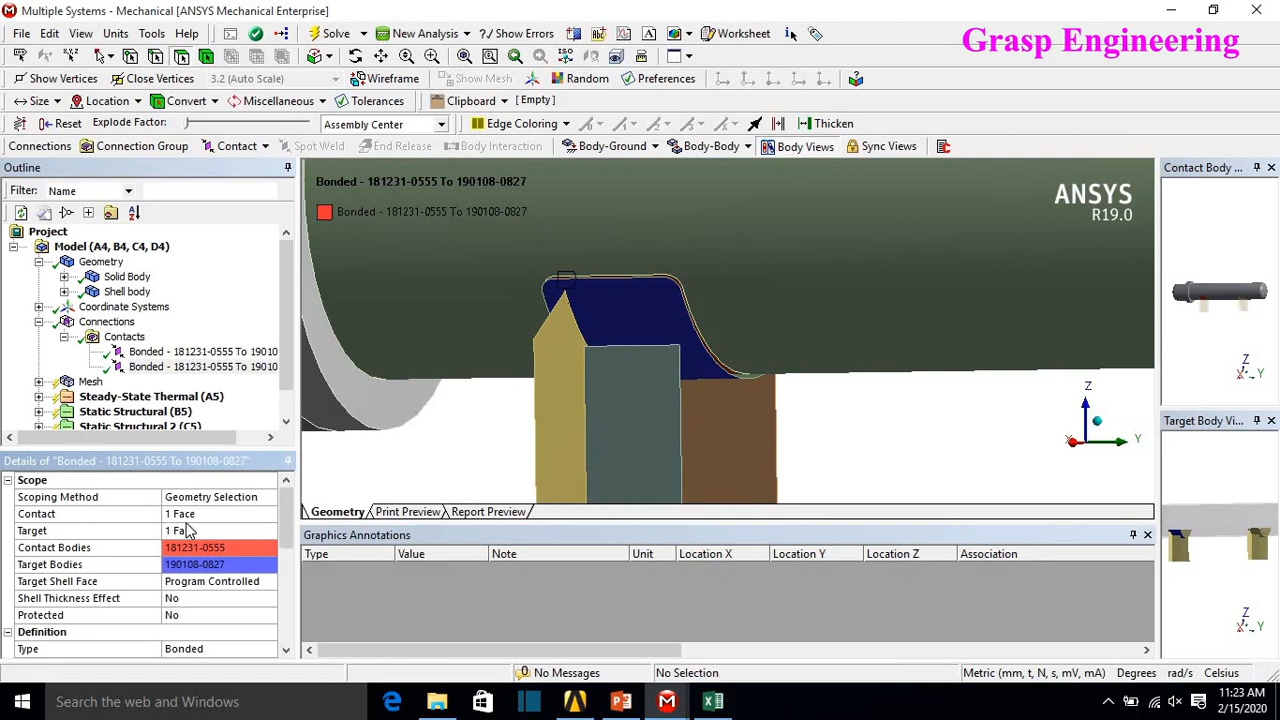 Multiple Systems - Mechanical [ANSYS Mechanical Enterprise]
File Edit View Units Tools Help Solve New Analysis Show Errors Worksheet
Grasp Engineering
Show Vertices Close Vertices 3.2 (Auto Scale) Wireframe Show Mesh Random Preferences
Size Location Convert Miscellaneous Tolerances Clipboard [Empty]
Reset Explode Factor: Assembly Center Edge Coloring Thicken
Connections Connection Group Contact Spot Weld End Release Body Interaction Body-Ground Body-Body Body Views Sync Views
Outline
Filter: Name
Project
Model (A4, B4, C4, D4)
Geometry
Solid Body
Shell body
Coordinate Systems
Connections
Contacts
Bonded - 181231-0555 To 19010
Bonded - 181231-0555 To 19010
Mesh
Steady-State Thermal (A5)
Static Structural (B5)
Static Structural 2 (C5)
Details of "Bonded - 181231-0555 To 190108-0827"
Scope
Scoping Method Geometry Selection
Contact 1 Face
Target 1 Fa
Contact Bodies 181231-0555
Target Bodies 190108-0827
Target Shell Face Program Controlled
Shell Thickness Effect No
Protected No
Definition
Type Bonded
Bonded - 181231-0555 To 190108-0827
Bonded - 181231-0555 To 190108-0827
ANSYS
R19.0
Z
X Y
Geometry Print Preview Report Preview
Graphics Annotations
Type Value Note Unit Location X Location Y Location Z Association
Contact Body ...
Z
X Y
Target Body Vi...
Z
X Y
No Messages No Selection Metric (mm, t, N, s, mV, mA) Degrees rad/s Celsius
Search the web and Windows
11:23 AM
2/15/2020